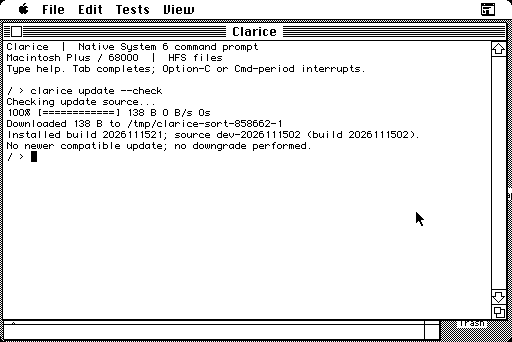 File Edit Tests View
Clarice
Clarice | Native System 6 command prompt
Macintosh Plus / 68000 | HFS files
Type help. Tab completes; Option-C or Cmd-period interrupts.
/ > clarice update --check
Checking update source...
100% [============] 138 B 0 B/s 0s
Downloaded 138 B to /tmp/clarice-sort-858662-1
Installed build 2026111521; source dev-2026111502 (build 2026111502).
No newer compatible update; no downgrade performed.
/ >
Trash